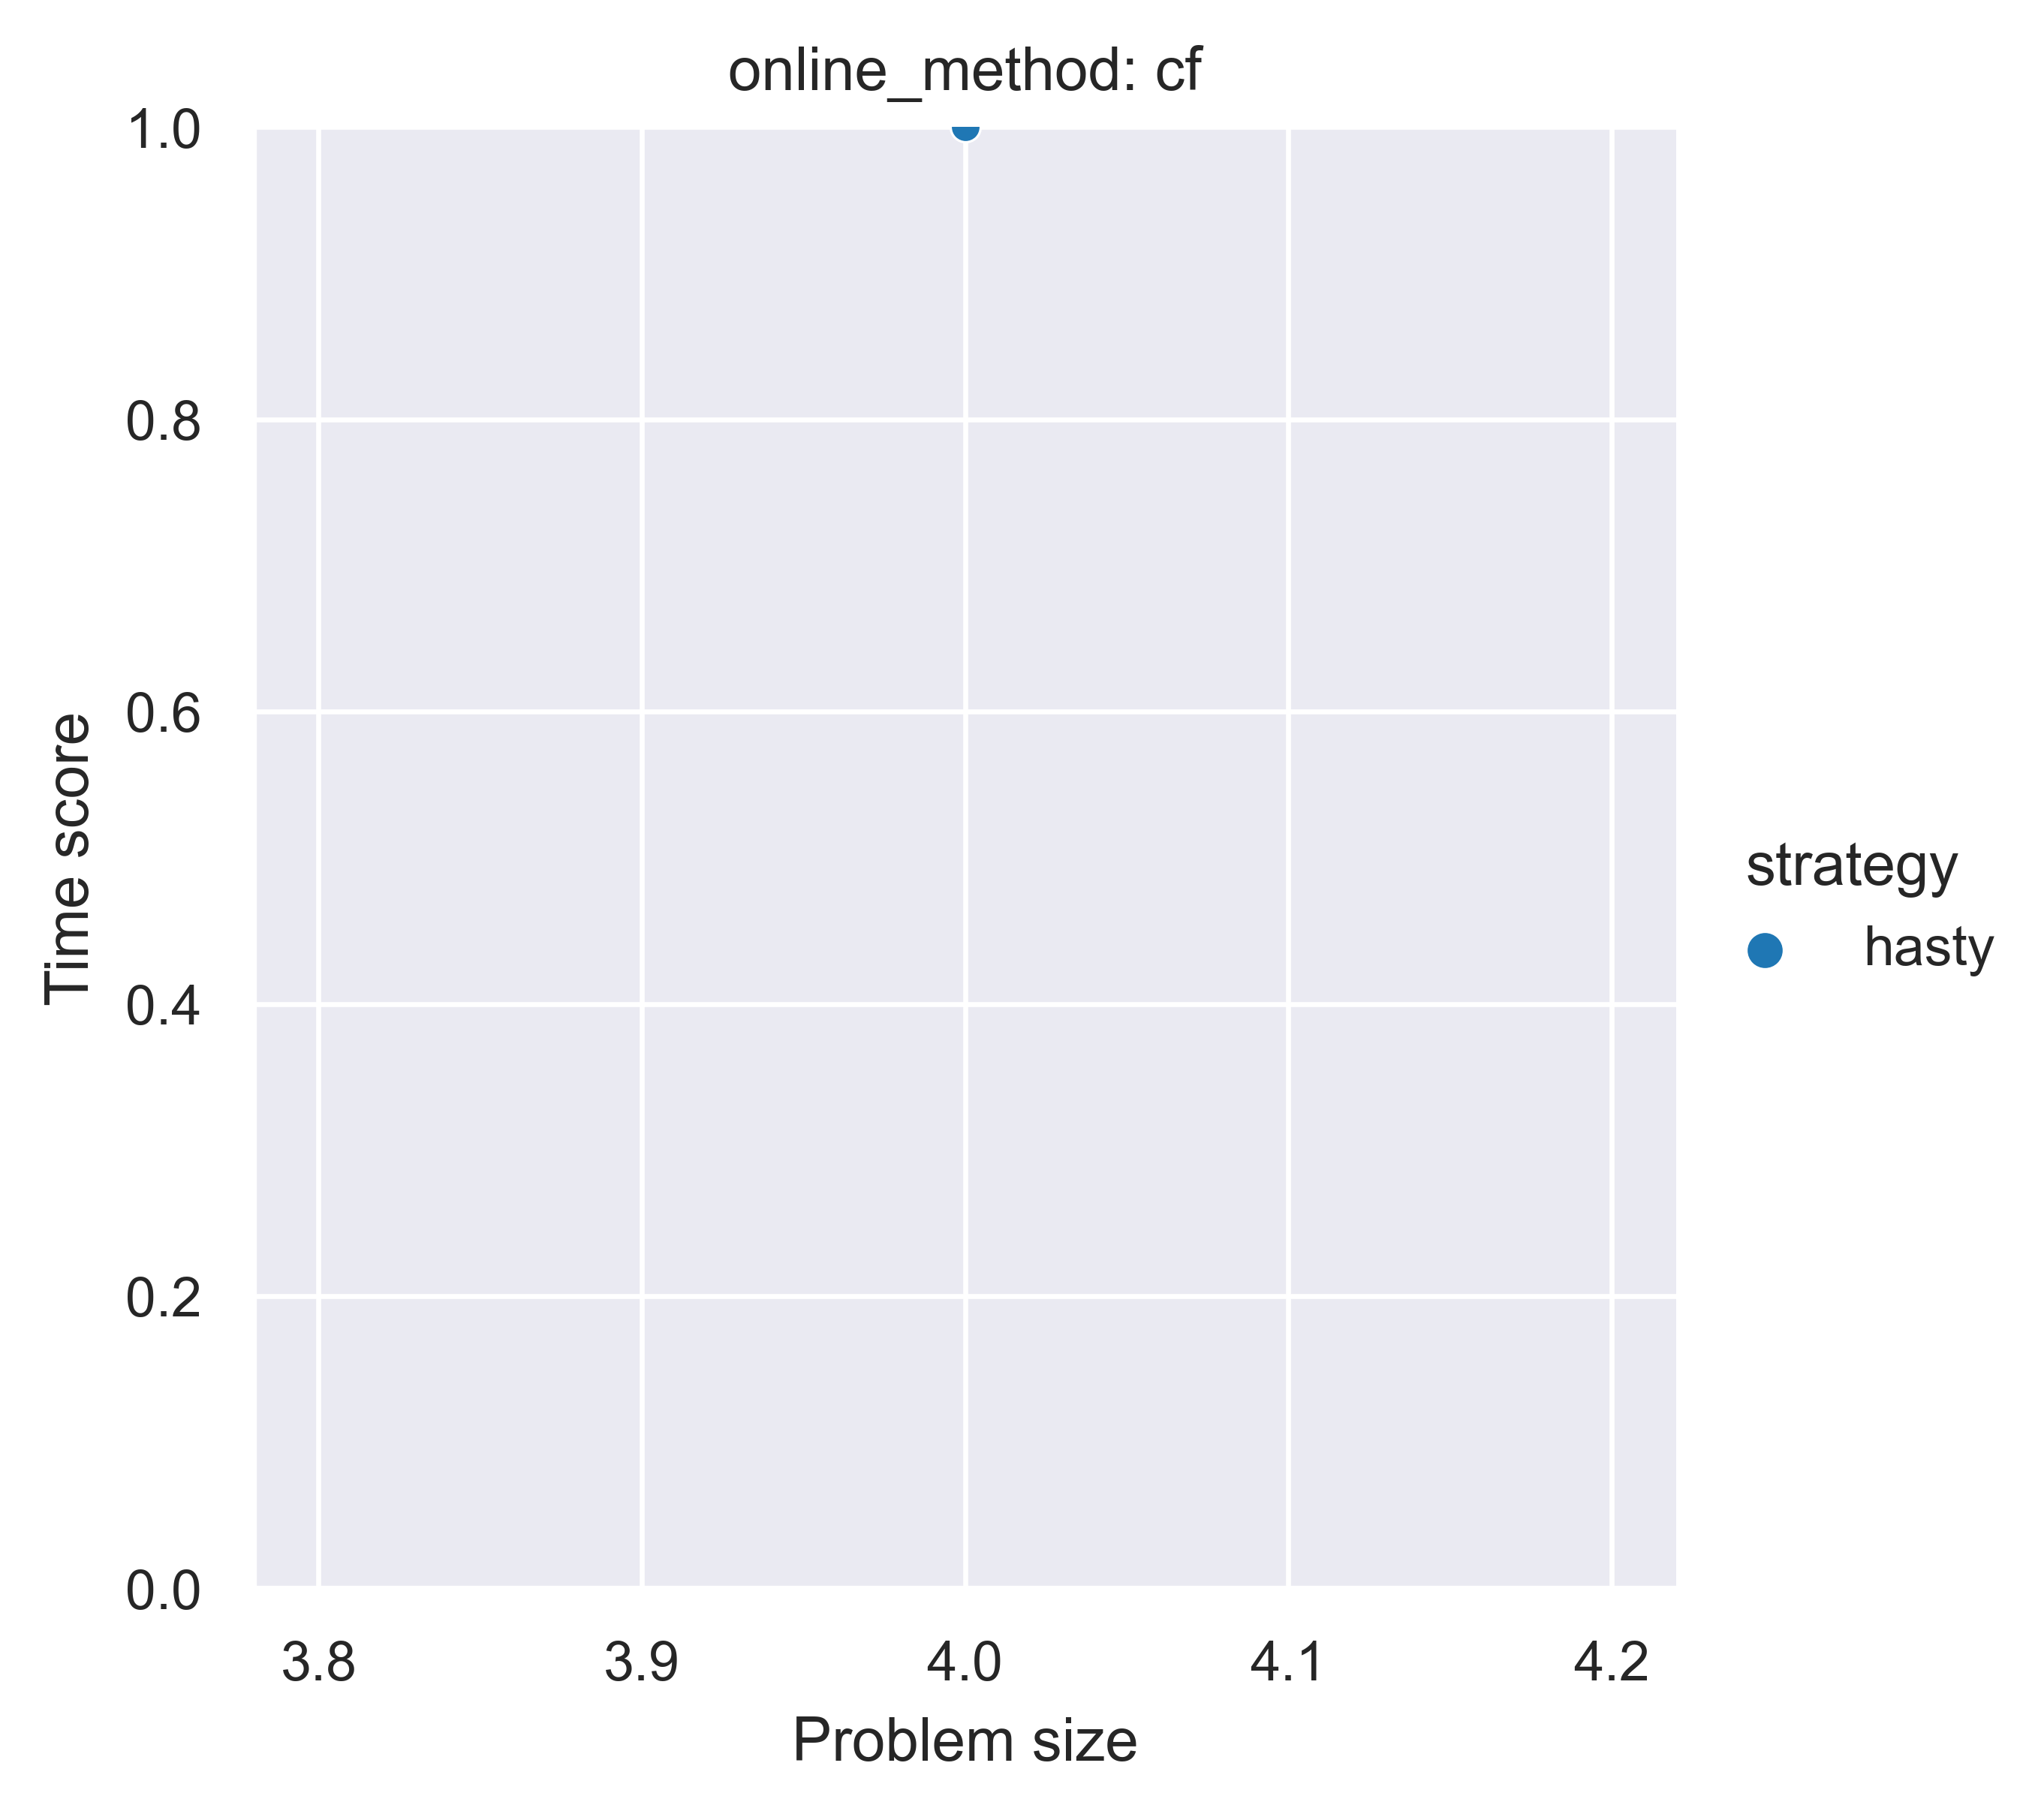 online_method: cf
1.0
0.8
0.6
0.4
0.2
0.0
Time score
3.8 3.9 4.0 4.1 4.2
Problem size
strategy
hasty